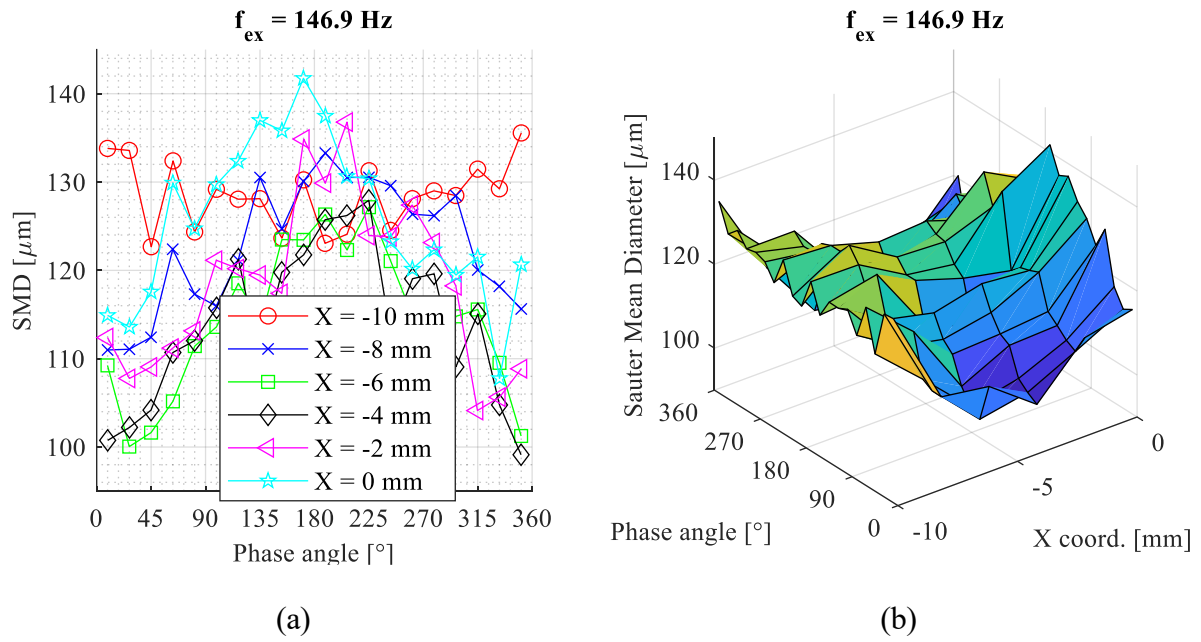 f_ex = 146.9 Hz
140
130
120
110
100
SMD [μm]
X = -10 mm
X = -8 mm
X = -6 mm
X = -4 mm
X = -2 mm
X = 0 mm
0 45 90 135 180 225 270 315 360
Phase angle [°]
(a)
f_ex = 146.9 Hz
Sauter Mean Diameter [μm]
140
120
100
360
270
180
90
0
-10
-5
0
Phase angle [°]
X coord. [mm]
(b)